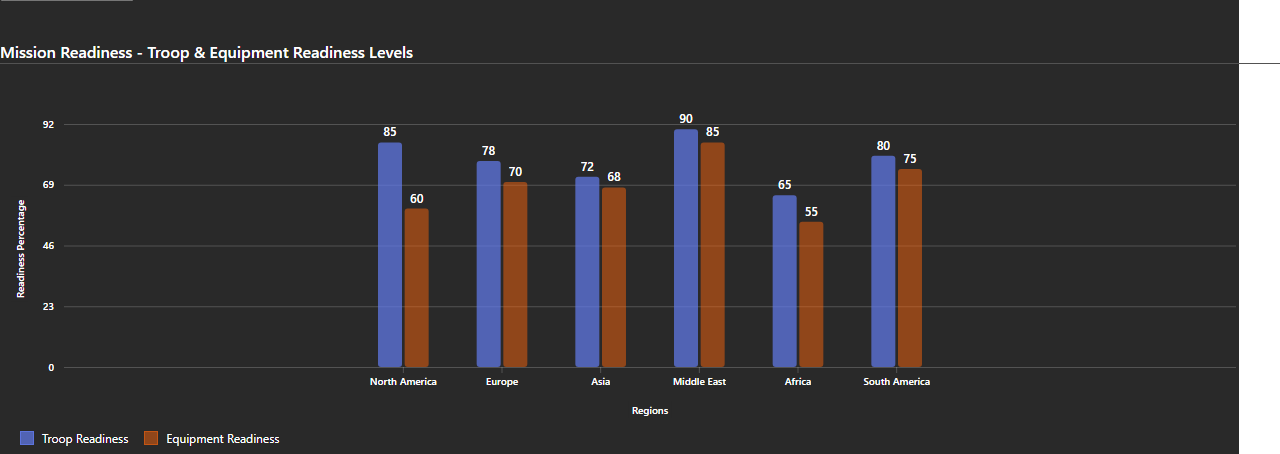 Mission Readiness - Troop & Equipment Readiness Levels
92
69
46
23
0
Readiness Percentage
85
60
78
70
72
68
90
85
65
55
80
75
North America
Europe
Asia
Middle East
Africa
South America
Regions
Troop Readiness
Equipment Readiness